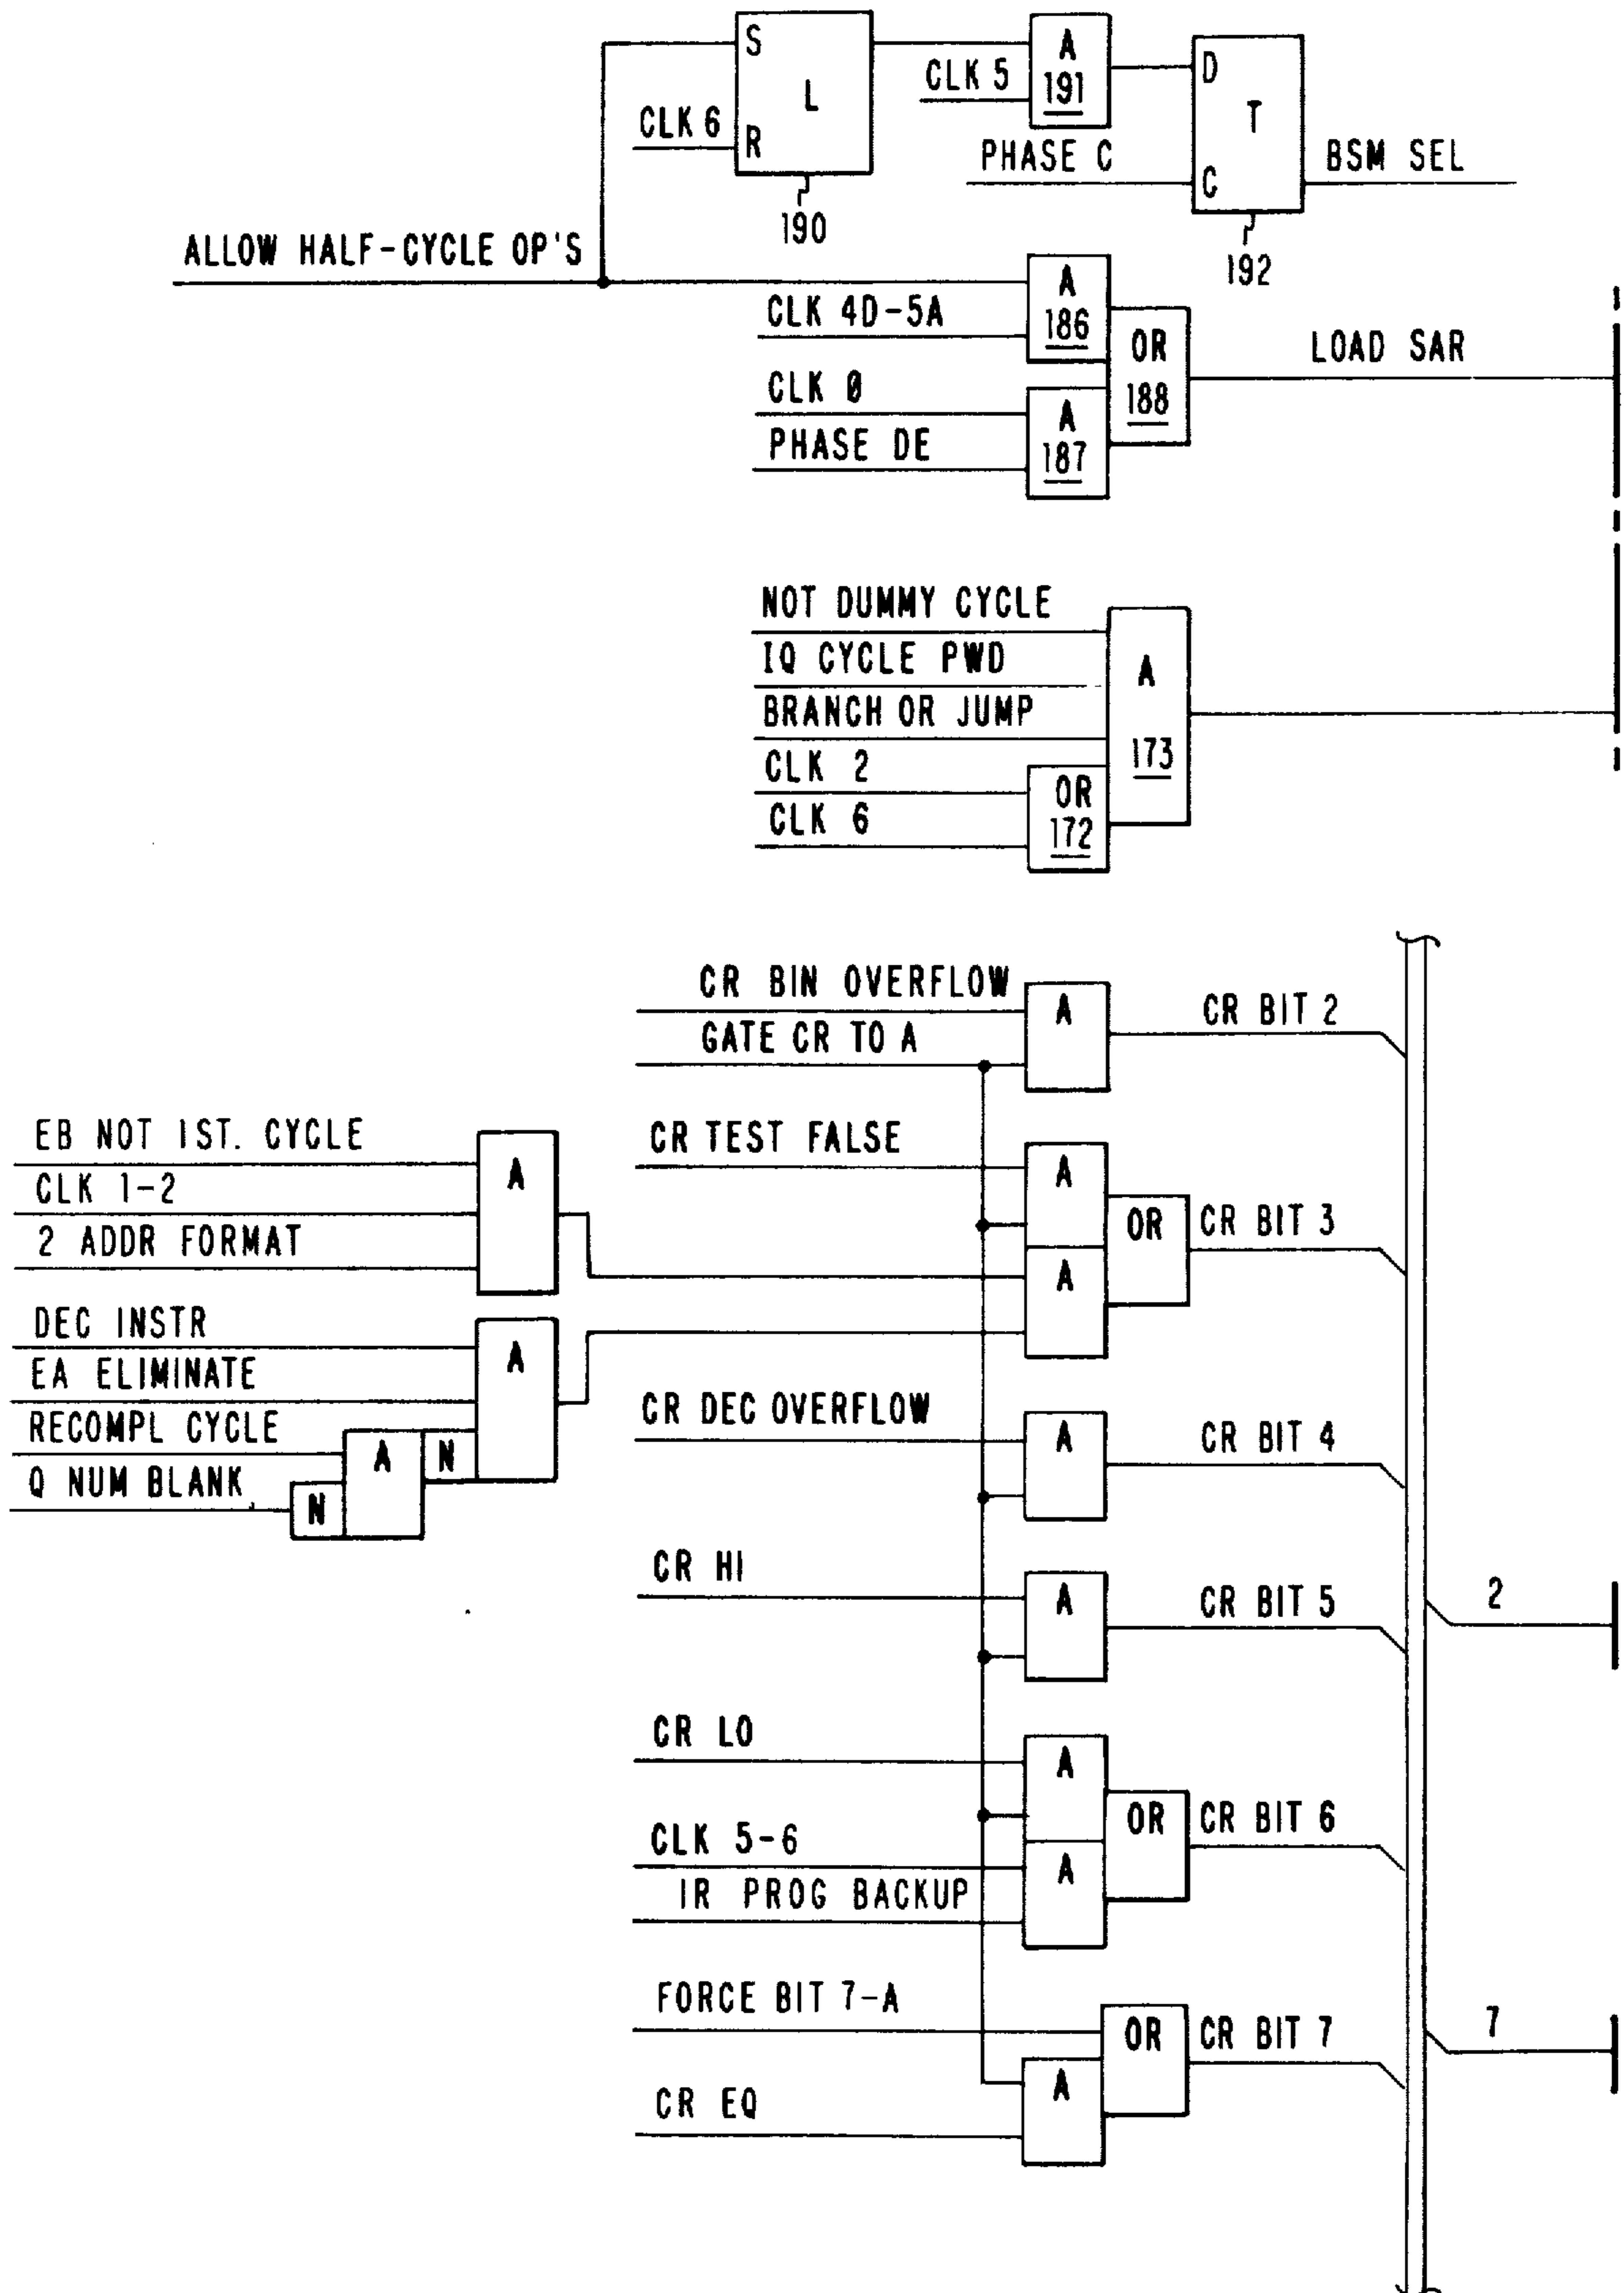 S
L
CLK 6
R
190
CLK 5
A
191
D
T
PHASE C
C
192
BSM SEL
ALLOW HALF-CYCLE OP'S
CLK 4D-5A
A
186
OR
188
LOAD SAR
CLK 0
PHASE DE
A
187
NOT DUMMY CYCLE
IQ CYCLE PWD
BRANCH OR JUMP
CLK 2
CLK 6
A
173
OR
172
CR BIN OVERFLOW
GATE CR TO A
A
CR BIT 2
EB NOT 1ST. CYCLE
CLK 1-2
2 ADDR FORMAT
A
CR TEST FALSE
A
A
OR
CR BIT 3
DEC INSTR
EA ELIMINATE
RECOMPL CYCLE
Q NUM BLANK
N
A
N
A
CR DEC OVERFLOW
A
CR BIT 4
CR HI
A
CR BIT 5
2
CR LO
CLK 5-6
IR PROG BACKUP
A
A
OR
CR BIT 6
FORCE BIT 7-A
CR EQ
A
OR
CR BIT 7
7